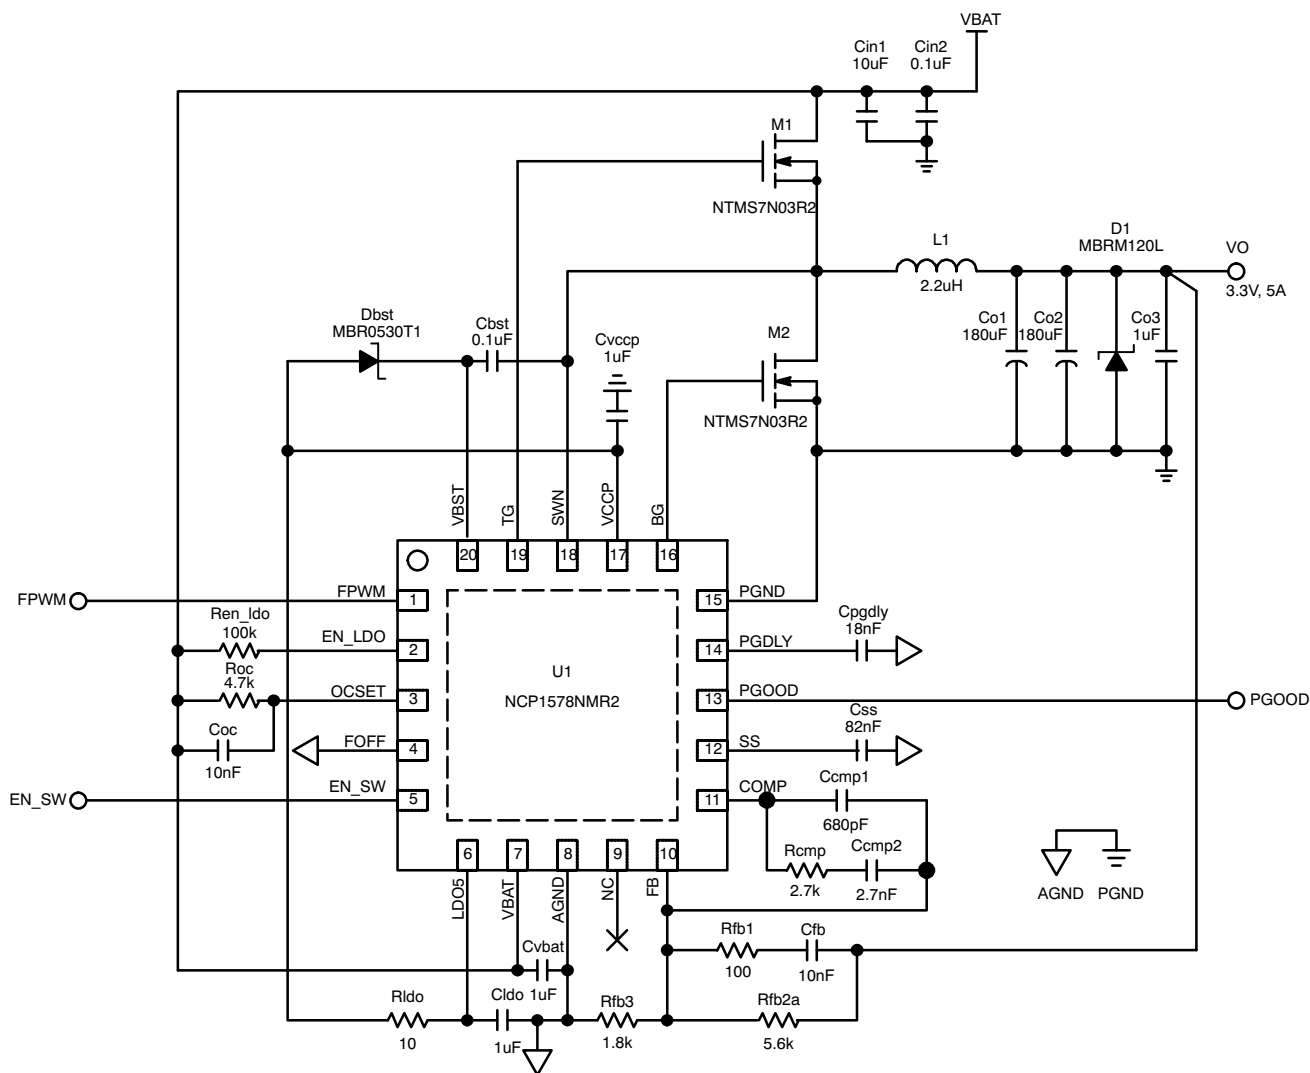 VBAT
Cin1
10uF
Cin2
0.1uF
M1
NTMS7N03R2
L1
2.2uH
D1
MBRM120L
VO
3.3V, 5A
Dbst
MBR0530T1
Cbst
0.1uF
Cvccp
1uF
M2
NTMS7N03R2
Co1
180uF
Co2
180uF
Co3
1uF
VBST
TG
SWN
VCCP
BG
20
19
18
17
16
FPWM
FPWM
1
15
PGND
Ren_ldo
100k
EN_LDO
2
14
PGDLY
Cpgdly
18nF
Roc
4.7k
OCSET
3
U1
NCP1578NMR2
13
PGOOD
PGOOD
Coc
10nF
FOFF
4
12
SS
Css
82nF
EN_SW
EN_SW
5
11
COMP
Ccmp1
680pF
Rcmp
2.7k
Ccmp2
2.7nF
6
7
8
9
10
LDO5
VBAT
AGND
NC
FB
AGND
PGND
Cvbat
1uF
Rfb1
100
Cfb
10nF
Rldo
10
Cldo
1uF
Rfb3
1.8k
Rfb2a
5.6k